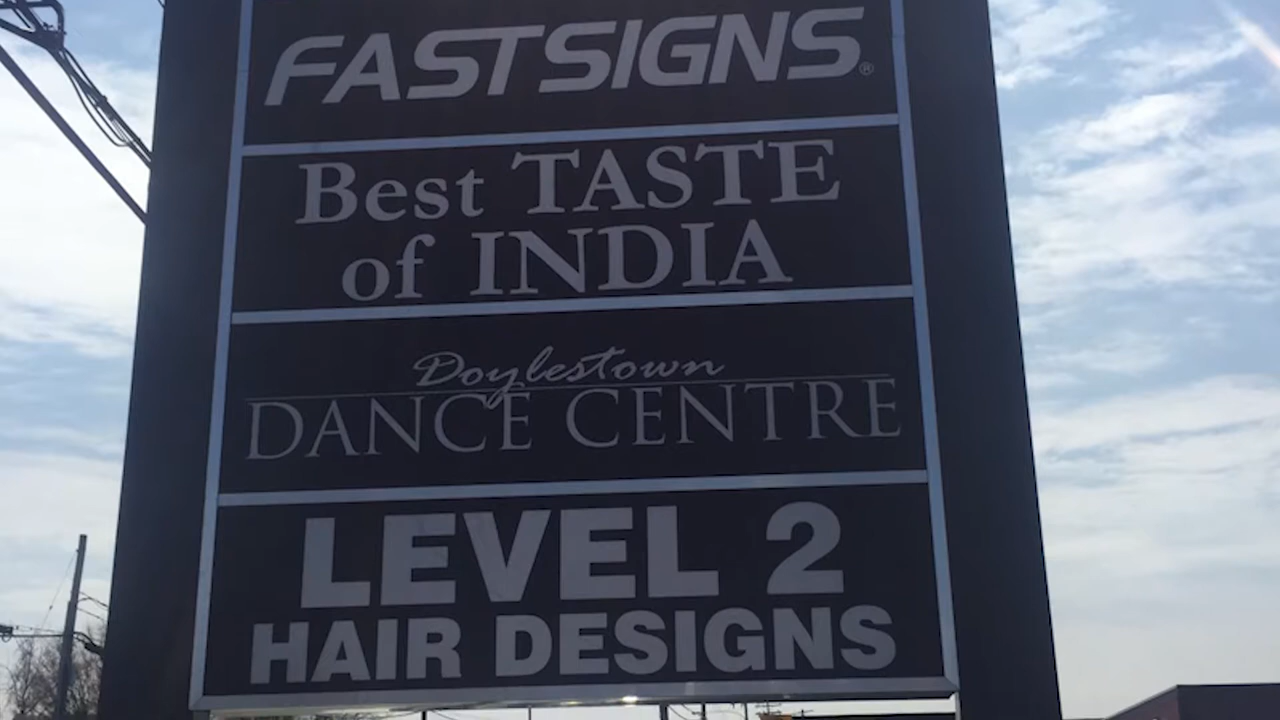 FASTSIGNS®
Best TASTE
of INDIA
Doylestown
DANCE CENTRE
LEVEL 2
HAIR DESIGNS